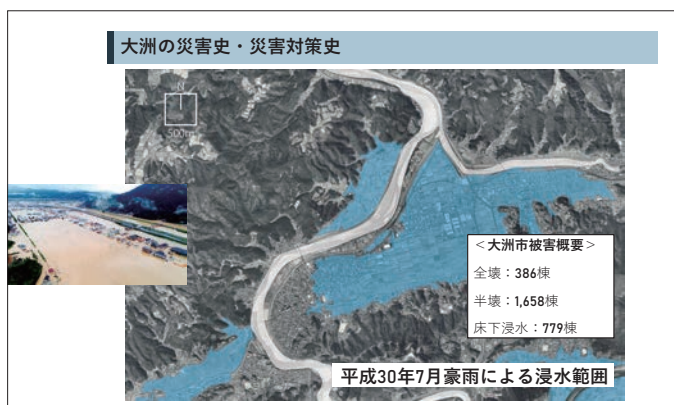 大洲の災害史・災害対策史
N
500m
＜大洲市被害概要＞
全壊：386棟
半壊：1,658棟
床下浸水：779棟
平成30年7月豪雨による浸水範囲